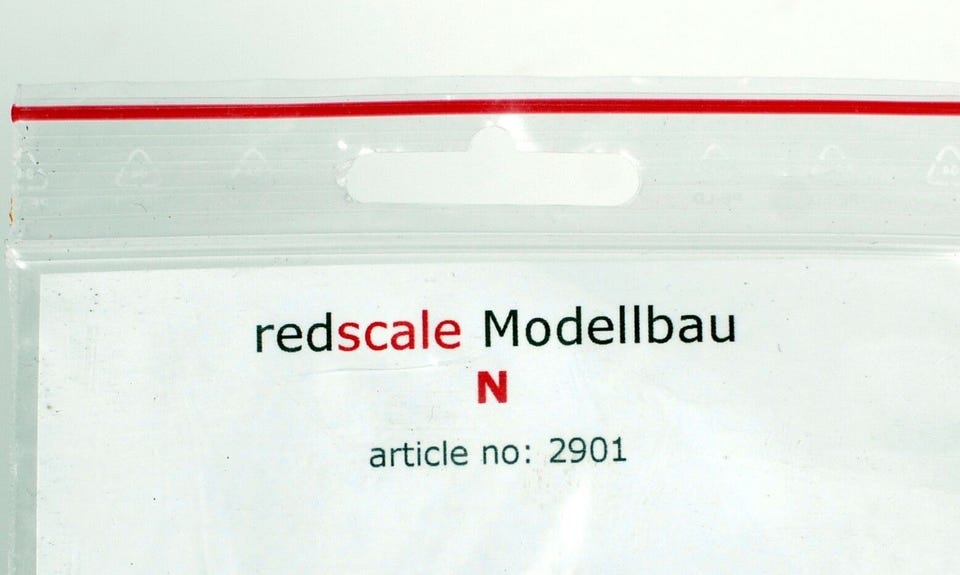 redscale Modellbau
N
article no: 2901